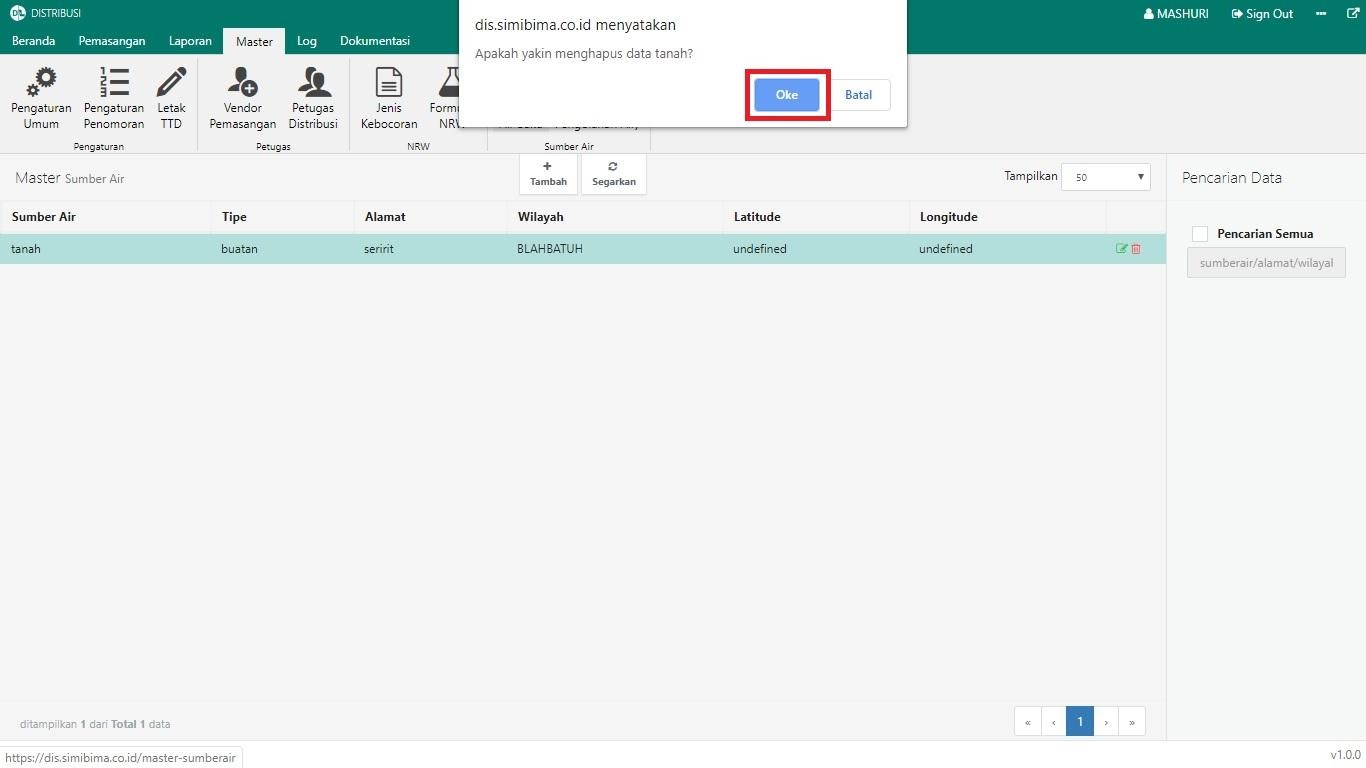 DISTRIBUSI
dis.simibima.co.id menyatakan
MASHURI Sign Out
Beranda Pemasangan Laporan Master Log Dokumentasi
Apakah yakin menghapus data tanah?
Oke Batal
Pengaturan Umum
Pengaturan Penomoran
Letak TTD
Vendor Pemasangan
Petugas Distribusi
Jenis Kebocoran
NRW
Pengaturan Petugas NRW Sumber Air
Master Sumber Air
Tambah Segarkan
Tampilkan 50
Pencarian Data
Sumber Air Tipe Alamat Wilayah Latitude Longitude
tanah buatan seririt BLAHBATUH undefined undefined
Pencarian Semua
sumberair/alamat/wilayal
ditampilkan 1 dari Total 1 data
« ‹ 1 › »
https://dis.simibima.co.id/master-sumberair
v1.0.0